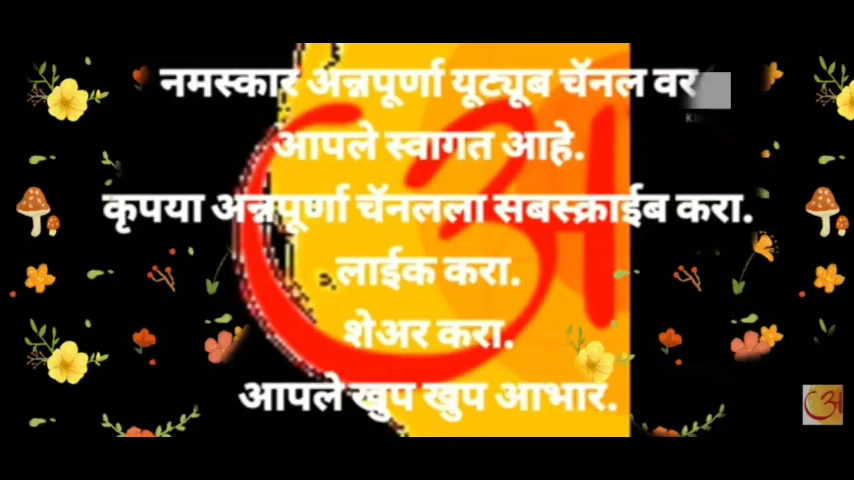 नमस्कार अन्नपूर्णा यूट्यूब चॅनल वर
आपले स्वागत आहे.
कृपया अन्नपूर्णा चॅनलला सबस्क्राईब करा.
लाईक करा.
शेअर करा.
आपले खुप खुप आभार.